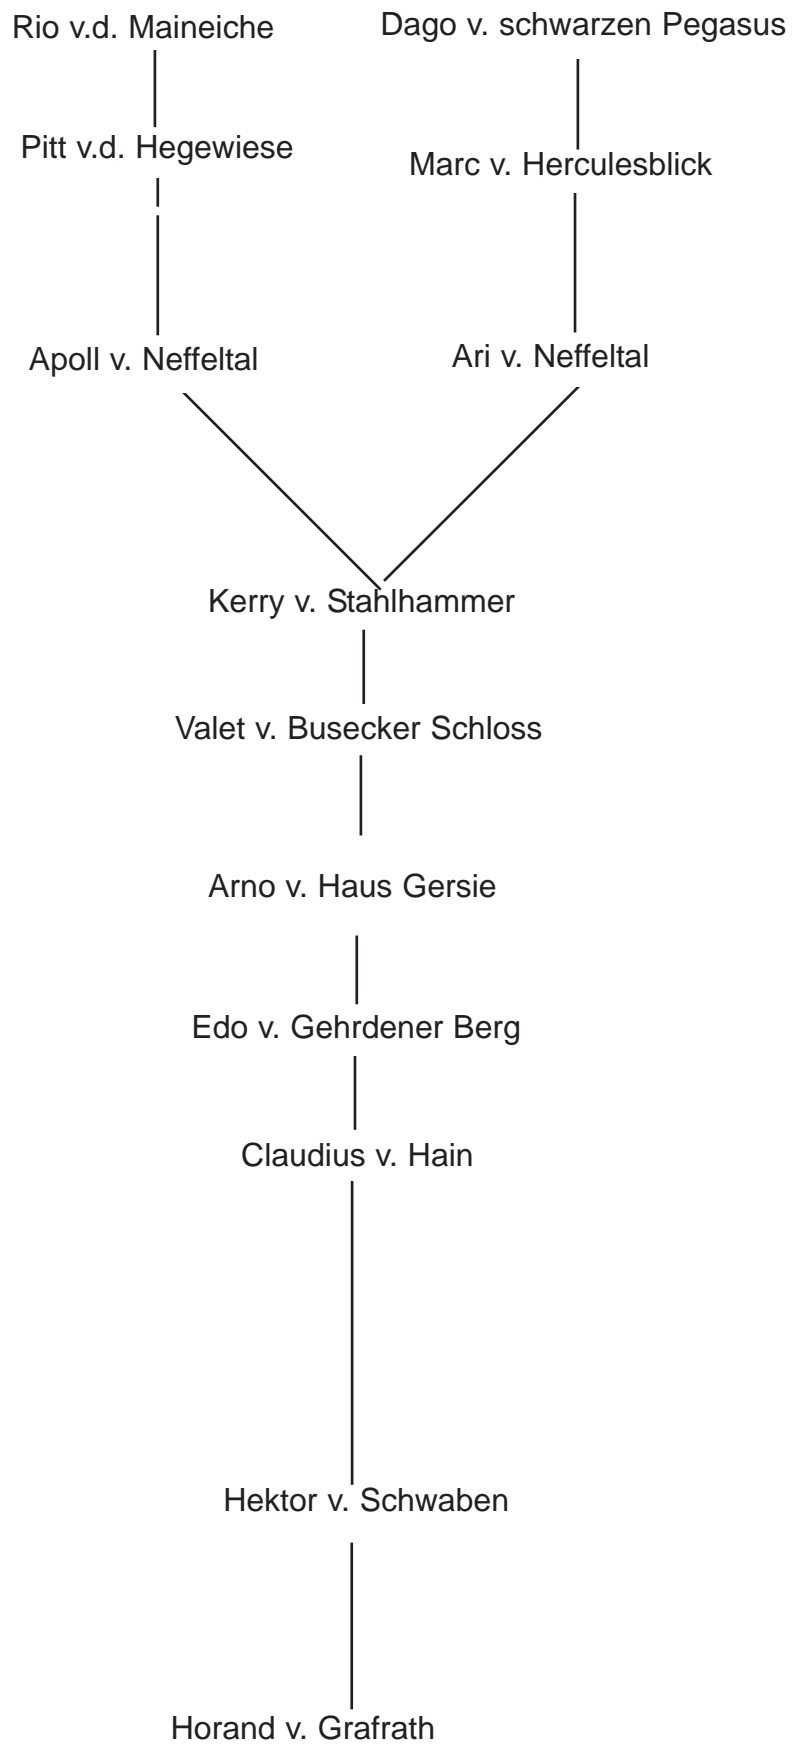 Rio v.d. Maineiche
Dago v. schwarzen Pegasus
Pitt v.d. Hegewiese
Marc v. Herculesblick
Apoll v. Neffeltal
Ari v. Neffeltal
Kerry v. Stahlhammer
Valet v. Busecker Schloss
Arno v. Haus Gersie
Edo v. Gehrdener Berg
Claudius v. Hain
Hektor v. Schwaben
Horand v. Grafrath